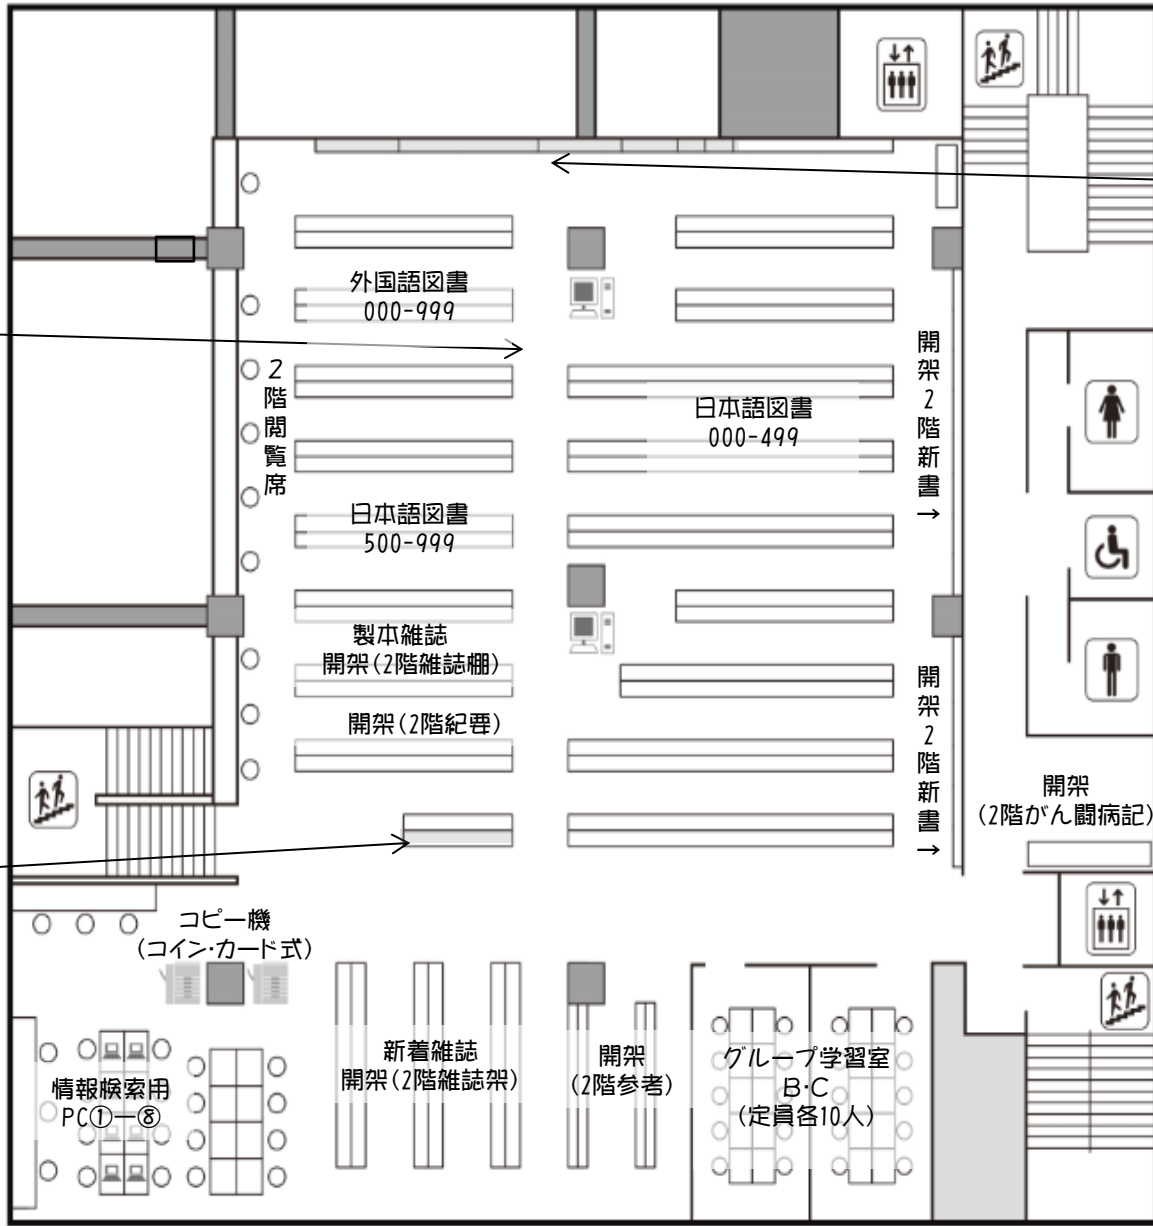 外国語図書
000-999
2階閲覧席
日本語図書
000-499
開架2階新書→
日本語図書
500-999
製本雑誌
開架(2階雑誌棚)
開架(2階紀要)
開架2階新書→
開架
(2階がん闘病記)
コピー機
(コイン・カード式)
新着雑誌
開架(2階雑誌架)
開架
(2階参考)
グループ学習室
B・C
(定員各10人)
情報検索用
PC①―⑧